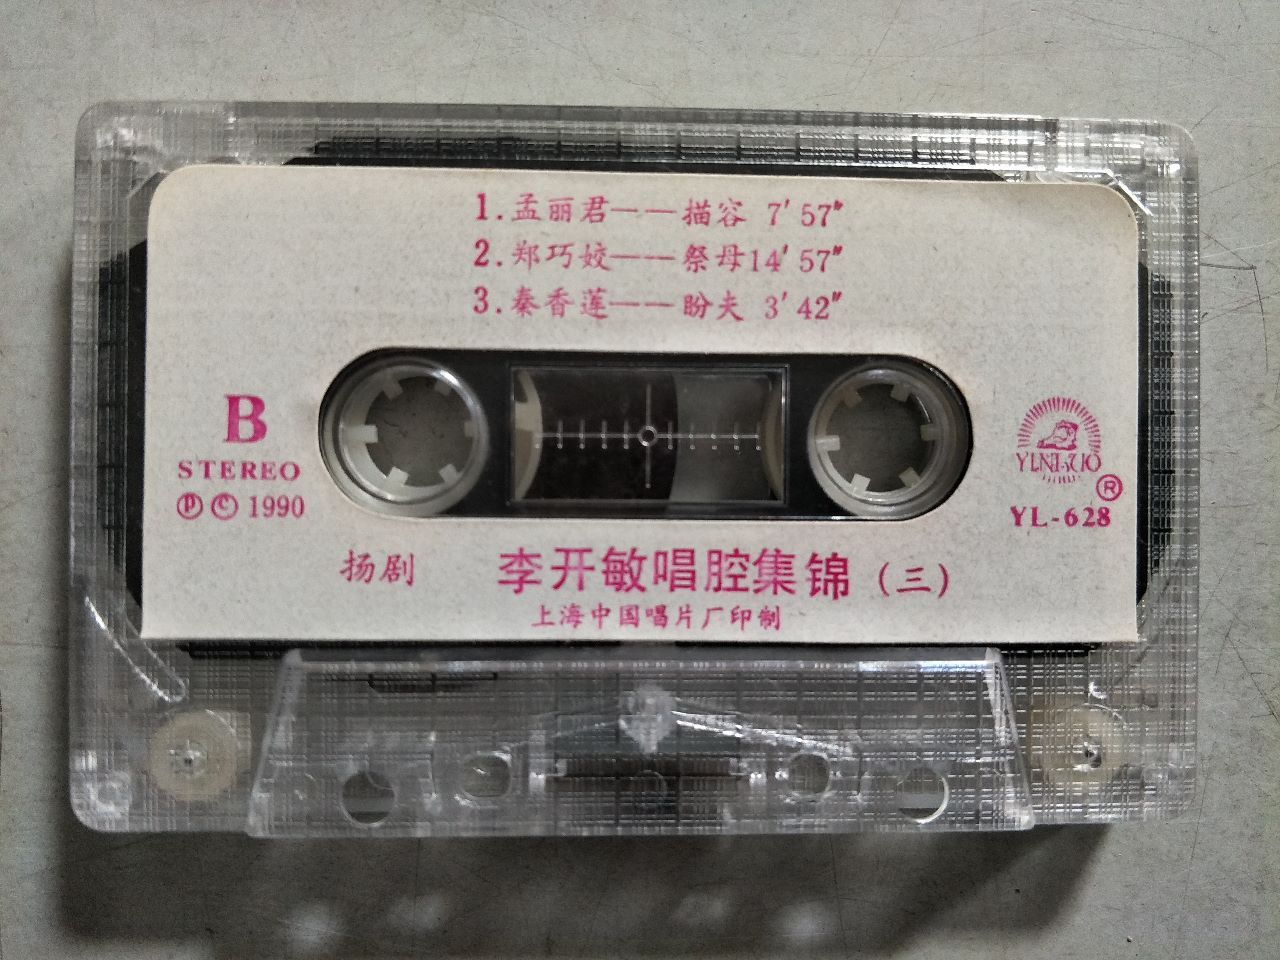 1.孟丽君——描容 7′57″
2.郑巧姣——祭母14′57″
3.秦香莲——盼夫 3′42″
B
STEREO
Ⓟ © 1990
®
YL-628
扬剧 李开敏唱腔集锦（三）
上海中国唱片厂印制